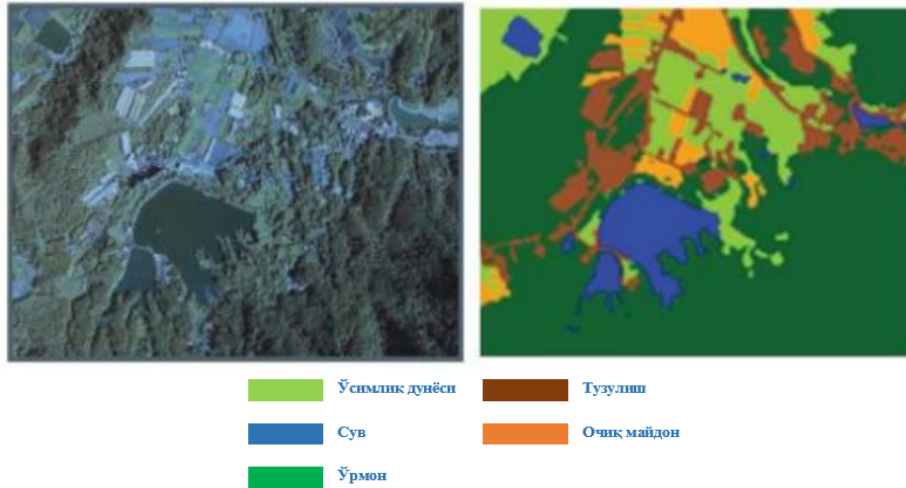 Ўсимлик дунёси
Тузулиш
Сув
Очиқ майдон
Ўрмон